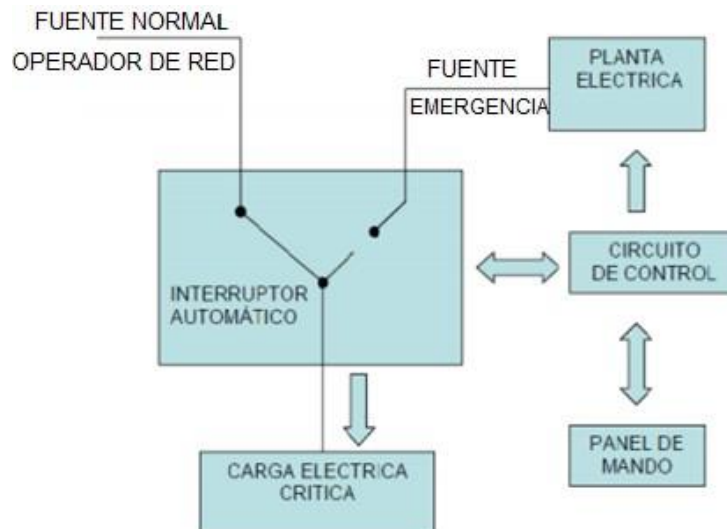 FUENTE NORMAL
OPERADOR DE RED
FUENTE
EMERGENCIA
PLANTA
ELECTRICA
INTERRUPTOR
AUTOMÁTICO
CIRCUITO
DE CONTROL
CARGA ELECTRICA
CRITICA
PANEL DE
MANDO